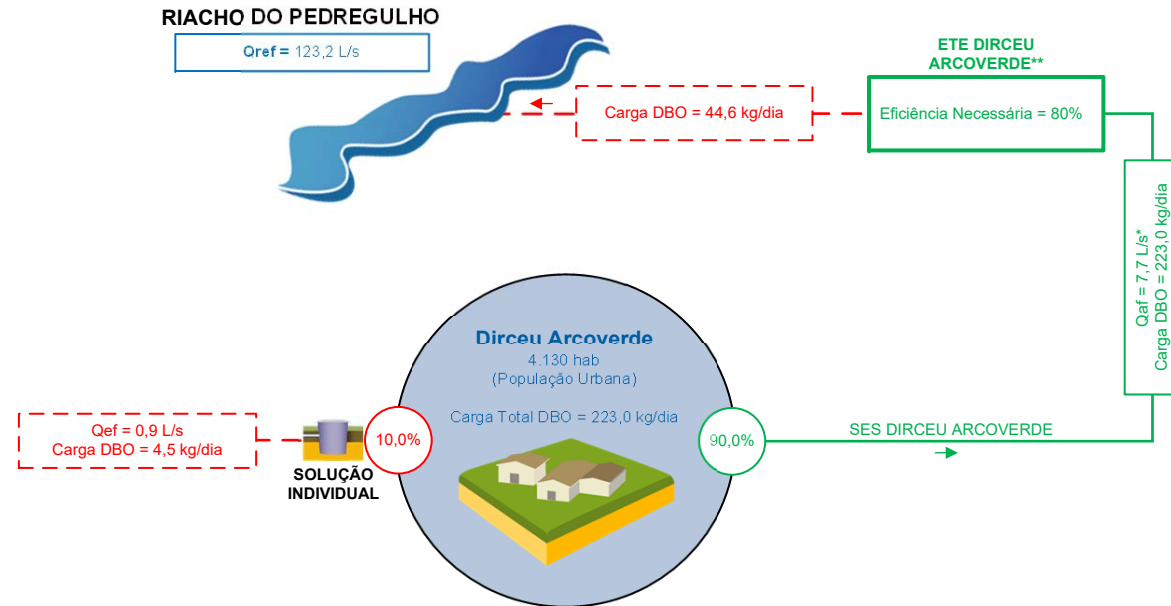 RIACHO DO PEDREGULHO
Qref = 123,2 L/s
ETE DIRCEU
ARCOVERDE**
Carga DBO = 44,6 kg/dia
Eficiência Necessária = 80%
Qaf = 7,7 L/s*
Carga DBO = 223,0 kg/dia
Dirceu Arcoverde
4.130 hab
(População Urbana)
Carga Total DBO = 223,0 kg/dia
Qef = 0,9 L/s
Carga DBO = 4,5 kg/dia
10,0%
90,0%
SES DIRCEU ARCOVERDE
SOLUÇÃO
INDIVIDUAL